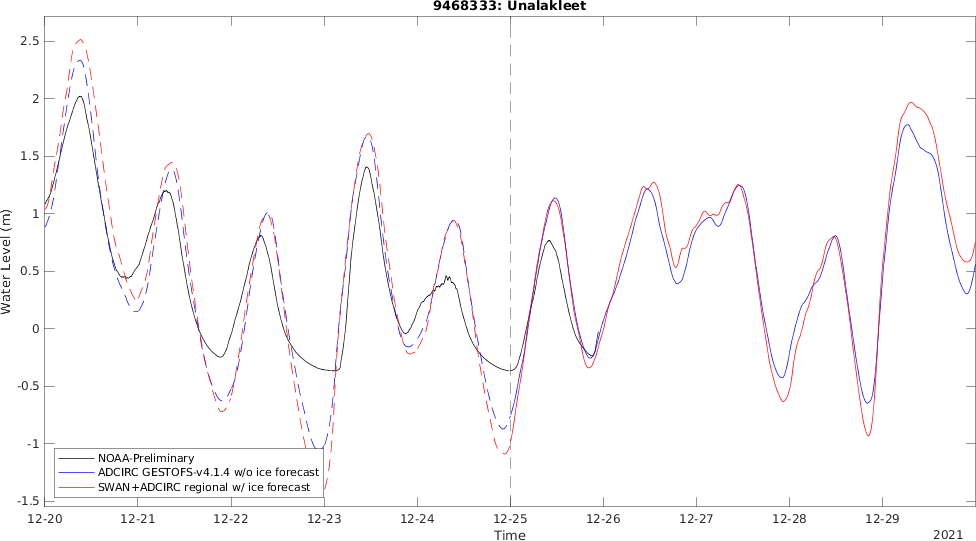 9468333: Unalakleet
2.5
2
1.5
1
0.5
0
-0.5
-1
-1.5
Water Level (m)
NOAA-Preliminary
ADCIRC GESTOFS-v4.1.4 w/o ice forecast
SWAN+ADCIRC regional w/ ice forecast
12-20 12-21 12-22 12-23 12-24 12-25 12-26 12-27 12-28 12-29
Time
2021